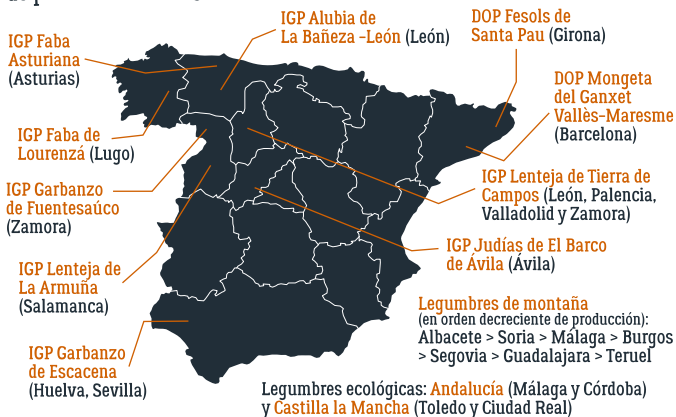 IGP Alubia de
La Bañeza -León (León)
DOP Fesols de
Santa Pau (Girona)
IGP Faba
Asturiana
(Asturias)
DOP Mongeta
del Ganxet
Vallès-Maresme
(Barcelona)
IGP Faba de
Lourenzá (Lugo)
IGP Lenteja de Tierra de
Campos (León, Palencia,
Valladolid y Zamora)
IGP Garbanzo
de Fuentesaúco
(Zamora)
IGP Judías de El Barco
de Ávila (Ávila)
IGP Lenteja de
La Armuña
(Salamanca)
Legumbres de montaña
(en orden decreciente de producción):
Albacete > Soria > Málaga > Burgos
> Segovia > Guadalajara > Teruel
IGP Garbanzo
de Escacena
(Huelva, Sevilla)
Legumbres ecológicas: Andalucía (Málaga y Córdoba)
y Castilla la Mancha (Toledo y Ciudad Real)